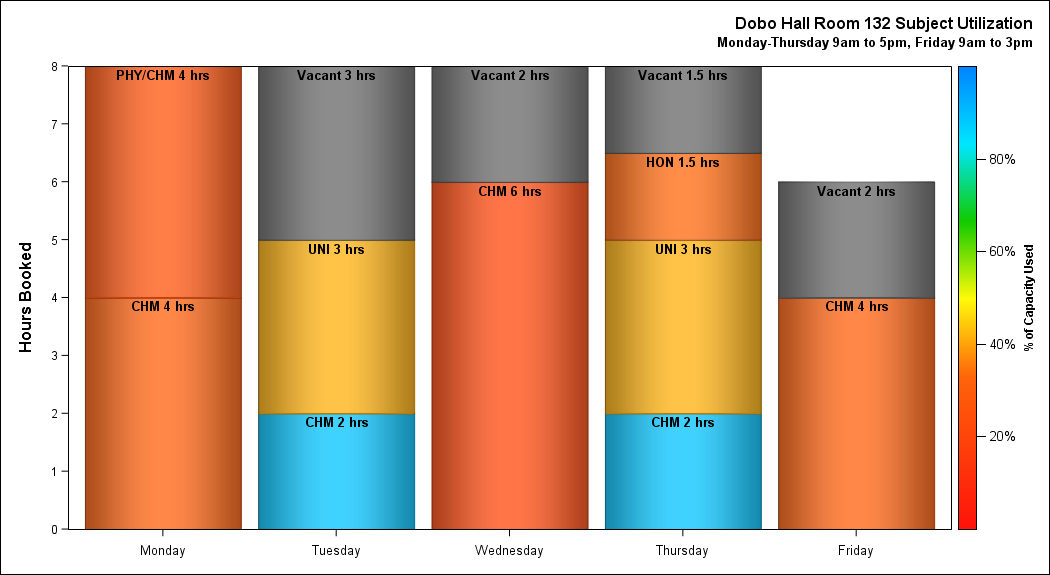 Dobo Hall Room 132 Subject Utilization
Monday-Thursday 9am to 5pm, Friday 9am to 3pm
Hours Booked
8
7
6
5
4
3
2
1
0
PHY/CHM 4 hrs
CHM 4 hrs
Vacant 3 hrs
UNI 3 hrs
CHM 2 hrs
Vacant 2 hrs
CHM 6 hrs
Vacant 1.5 hrs
HON 1.5 hrs
UNI 3 hrs
CHM 2 hrs
Vacant 2 hrs
CHM 4 hrs
Monday
Tuesday
Wednesday
Thursday
Friday
80%
60%
40%
20%
% of Capacity Used